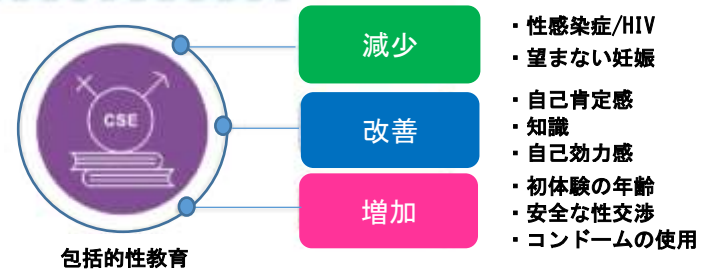 CSE
包括的性教育
減少
・性感染症/HIV
・望まない妊娠
改善
・自己肯定感
・知識
・自己効力感
増加
・初体験の年齢
・安全な性交渉
・コンドームの使用